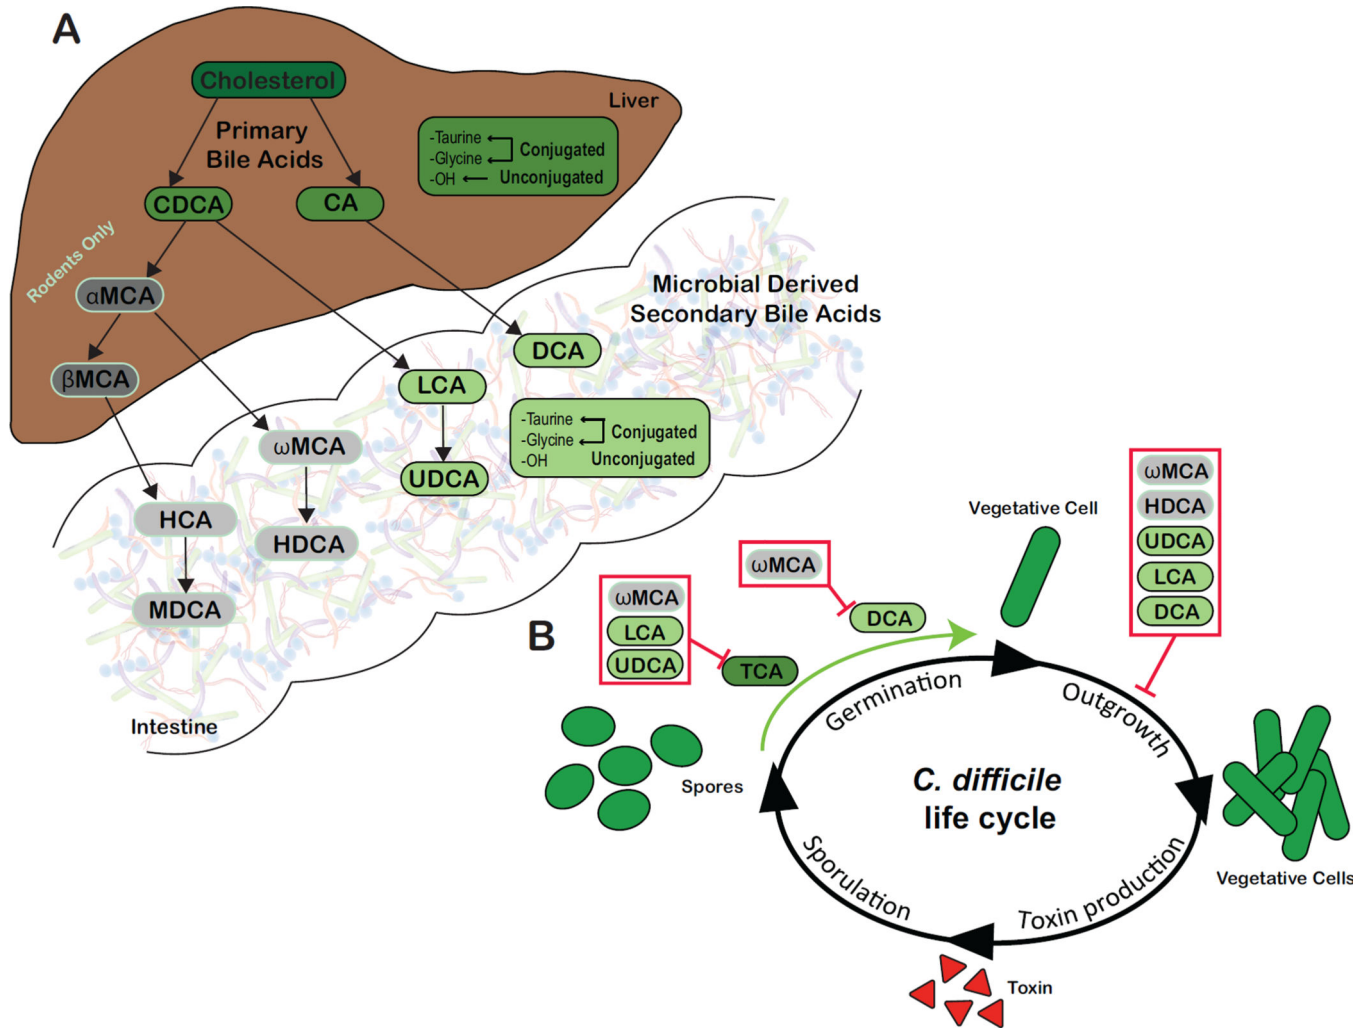 A
Cholesterol
Liver
Primary
Bile Acids
-Taurine
-Glycine
Conjugated
-OH
Unconjugated
CDCA
CA
Rodents Only
αMCA
βMCA
Microbial Derived
Secondary Bile Acids
DCA
LCA
-Taurine
-Glycine
Conjugated
-OH
Unconjugated
ωMCA
UDCA
HCA
HDCA
MDCA
Intestine
B
ωMCA
LCA
UDCA
TCA
ωMCA
DCA
Vegetative Cell
ωMCA
HDCA
UDCA
LCA
DCA
Germination
Outgrowth
Spores
C. difficile
life cycle
Sporulation
Toxin production
Vegetative Cells
Toxin